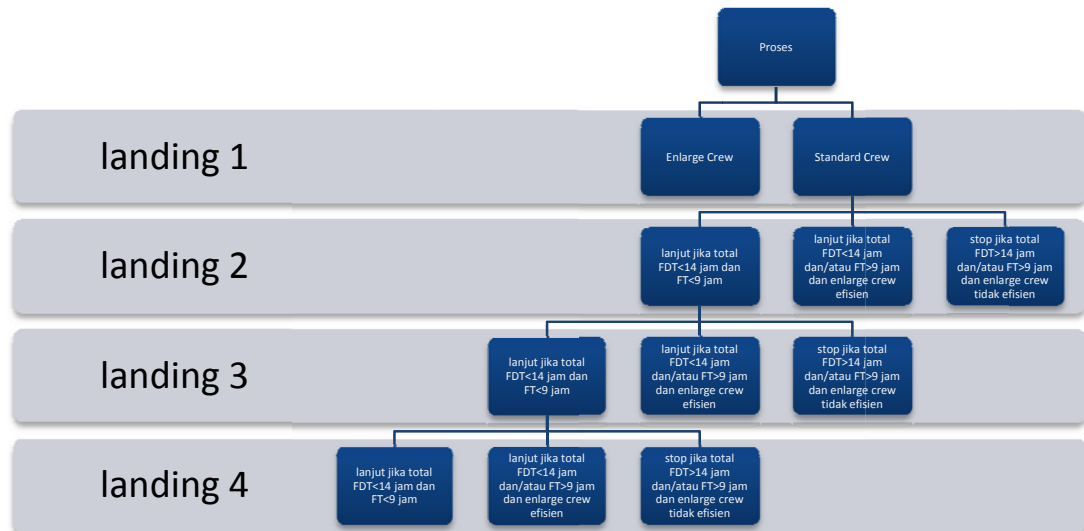 Proses
landing 1
Enlarge Crew
Standard Crew
landing 2
lanjut jika total
FDT<14 jam dan
FT<9 jam
lanjut jika total
FDT<14 jam
dan/atau FT>9 jam
dan enlarge crew
efisien
stop jika total
FDT>14 jam
dan/atau FT>9 jam
dan enlarge crew
tidak efisien
landing 3
lanjut jika total
FDT<14 jam dan
FT<9 jam
lanjut jika total
FDT<14 jam
dan/atau FT>9 jam
dan enlarge crew
efisien
stop jika total
FDT>14 jam
dan/atau FT>9 jam
dan enlarge crew
tidak efisien
landing 4
lanjut jika total
FDT<14 jam dan
FT<9 jam
lanjut jika total
FDT<14 jam
dan/atau FT>9 jam
dan enlarge crew
efisien
stop jika total
FDT>14 jam
dan/atau FT>9 jam
dan enlarge crew
tidak efisien